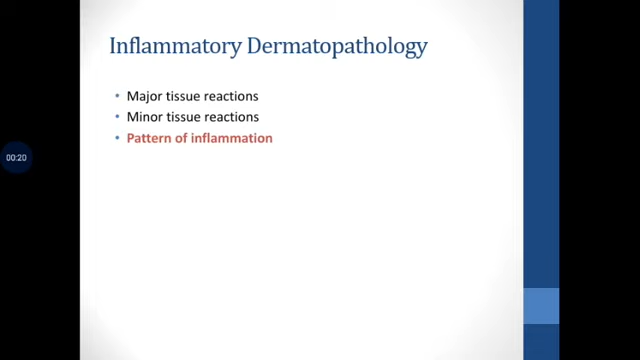 Inflammatory Dermatopathology
• Major tissue reactions
• Minor tissue reactions
• Pattern of inflammation
00:20